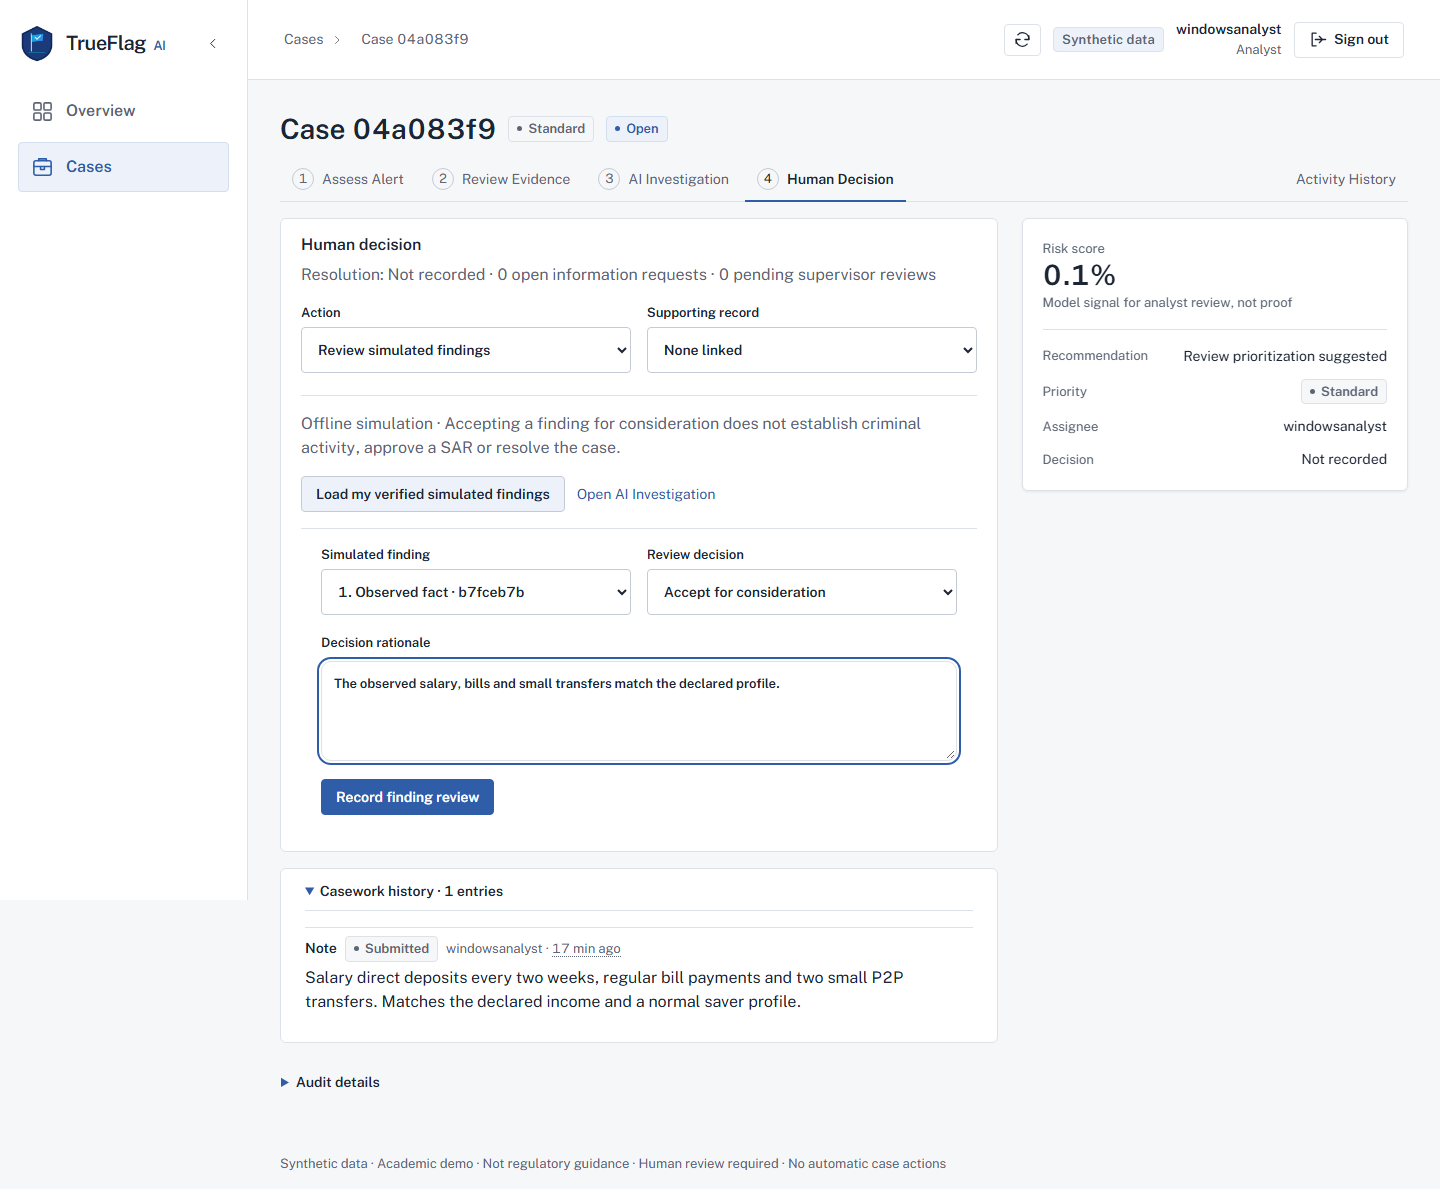 TrueFlag AI
Overview
Cases
Cases > Case 04a083f9
Synthetic data
windowsanalyst
Analyst
Sign out
Case 04a083f9
Standard
Open
1 Assess Alert
2 Review Evidence
3 AI Investigation
4 Human Decision
Activity History
Human decision
Resolution: Not recorded · 0 open information requests · 0 pending supervisor reviews
Action
Supporting record
Review simulated findings
None linked
Offline simulation · Accepting a finding for consideration does not establish criminal
activity, approve a SAR or resolve the case.
Load my verified simulated findings
Open AI Investigation
Simulated finding
Review decision
1. Observed fact · b7fceb7b
Accept for consideration
Decision rationale
The observed salary, bills and small transfers match the declared profile.
Record finding review
Casework history · 1 entries
Note
Submitted
windowsanalyst · 17 min ago
Salary direct deposits every two weeks, regular bill payments and two small P2P
transfers. Matches the declared income and a normal saver profile.
Audit details
Risk score
0.1%
Model signal for analyst review, not proof
Recommendation Review prioritization suggested
Priority Standard
Assignee windowsanalyst
Decision Not recorded
Synthetic data · Academic demo · Not regulatory guidance · Human review required · No automatic case actions